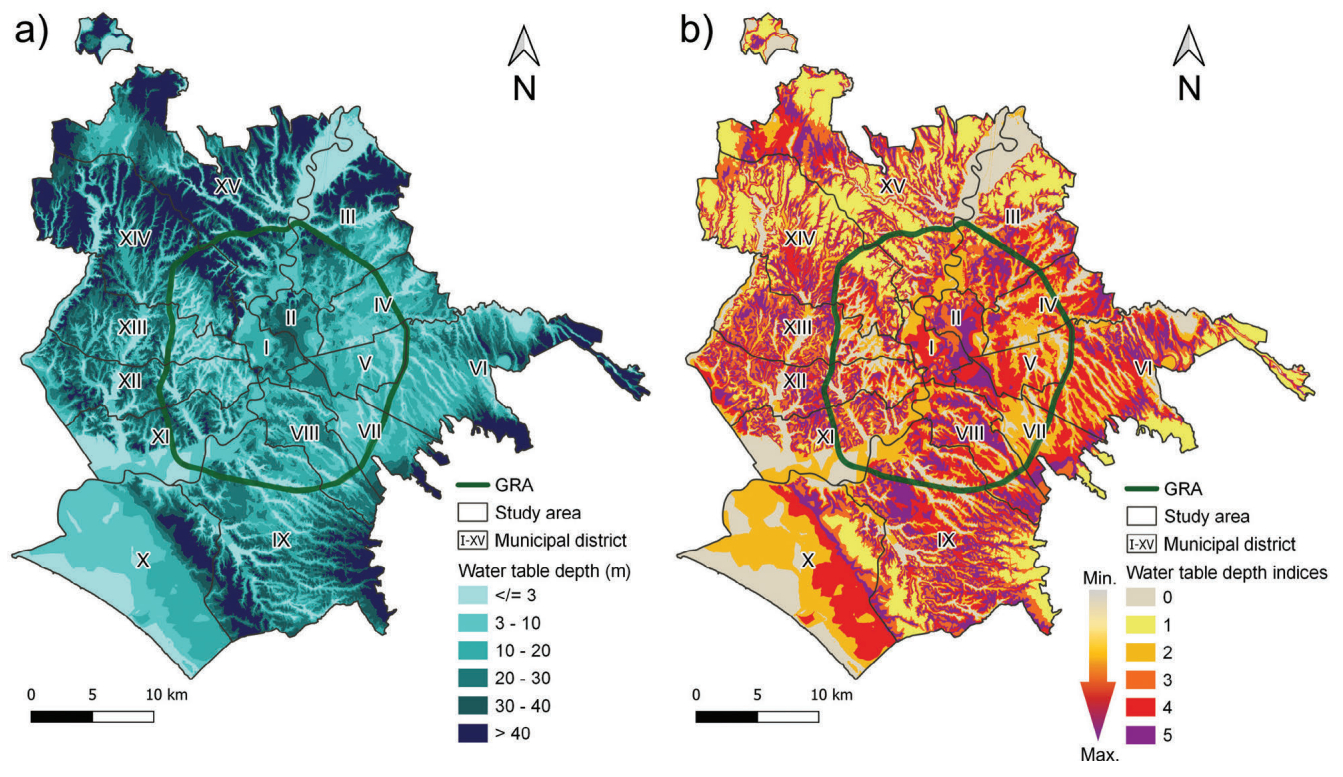 a)
N
XV
III
XIV
II
IV
XIII
I
V
VI
XII
XI
VIII
VII
IX
X
GRA
Study area
I-XV Municipal district
Water table depth (m)
</= 3
3 - 10
10 - 20
20 - 30
30 - 40
> 40
0 5 10 km
b)
N
XV
III
XIV
II
IV
XIII
I
V
VI
XII
XI
VIII
VII
IX
X
GRA
Study area
I-XV Municipal district
Min. Water table depth indices
0
1
2
3
4
5
Max.
0 5 10 km